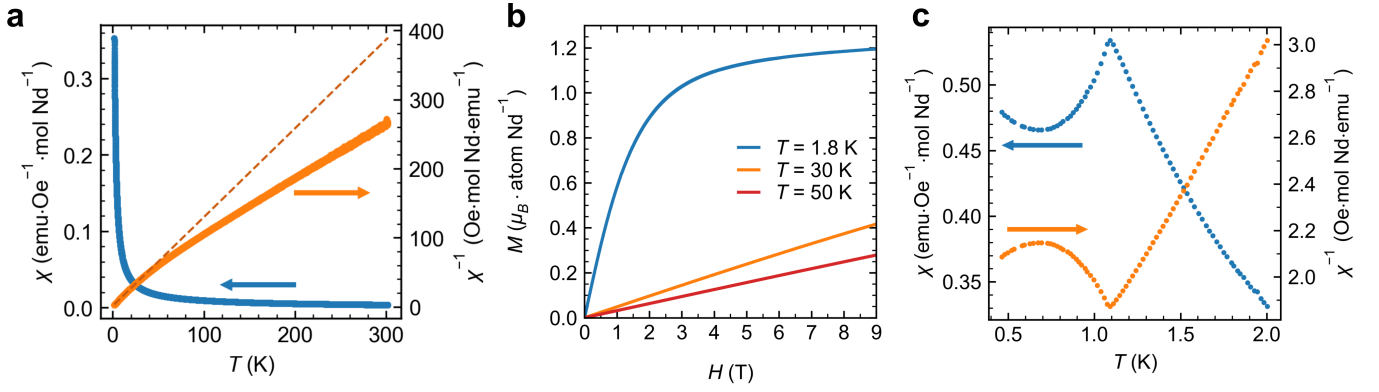 a
χ (emu·Oe⁻¹·mol Nd⁻¹)
0.3
0.2
0.1
0.0
0
100
200
300
T (K)
400
300
200
100
0
χ⁻¹ (Oe·mol Nd·emu⁻¹)
b
M (μ_B · atom Nd⁻¹)
1.2
1.0
0.8
0.6
0.4
0.2
0.0
T = 1.8 K
T = 30 K
T = 50 K
0 1 2 3 4 5 6 7 8 9
H (T)
c
χ (emu·Oe⁻¹·mol Nd⁻¹)
0.50
0.45
0.40
0.35
0.5 1.0 1.5 2.0
T (K)
3.0
2.8
2.6
2.4
2.2
2.0
χ⁻¹ (Oe·mol Nd·emu⁻¹)